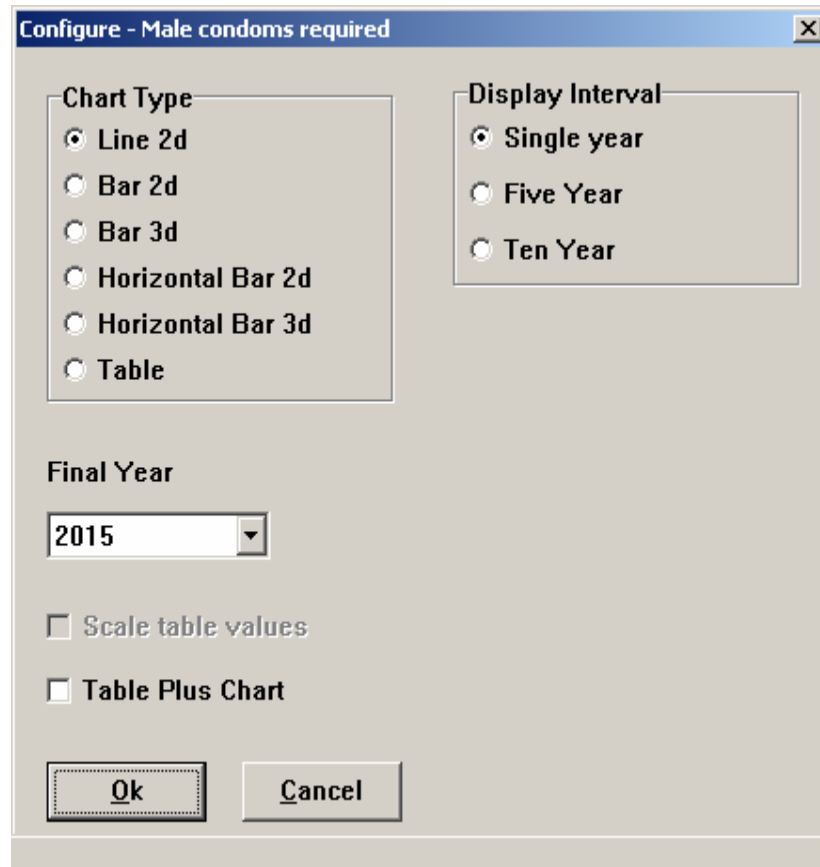 Configure - Male condoms required
Chart Type
Line 2d
Bar 2d
Bar 3d
Horizontal Bar 2d
Horizontal Bar 3d
Table
Display Interval
Single year
Five Year
Ten Year
Final Year
2015
Scale table values
Table Plus Chart
Ok
Cancel